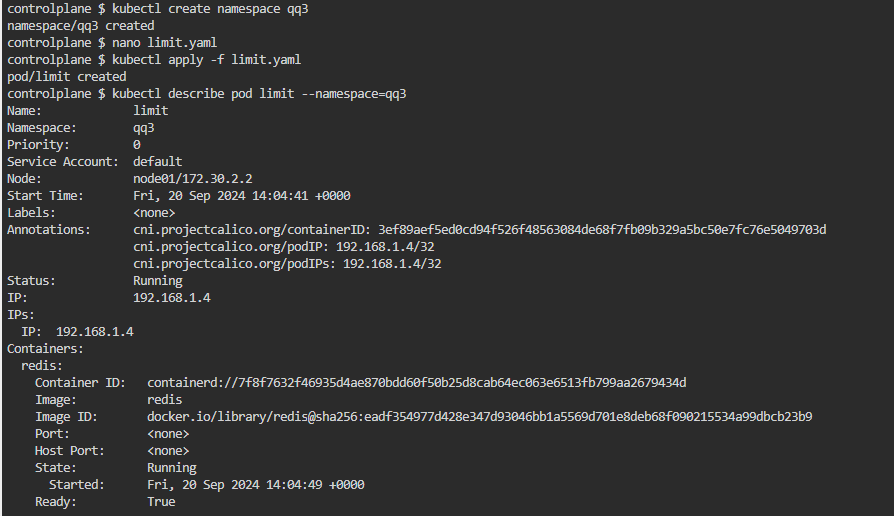 controlplane $ kubectl create namespace qq3
namespace/qq3 created
controlplane $ nano limit.yaml
controlplane $ kubectl apply -f limit.yaml
pod/limit created
controlplane $ kubectl describe pod limit --namespace=qq3
Name:             limit
Namespace:        qq3
Priority:         0
Service Account:  default
Node:             node01/172.30.2.2
Start Time:       Fri, 20 Sep 2024 14:04:41 +0000
Labels:           <none>
Annotations:      cni.projectcalico.org/containerID: 3ef89aef5ed0cd94f526f48563084de68f7fb09b329a5bc50e7fc76e5049703d
                  cni.projectcalico.org/podIP: 192.168.1.4/32
                  cni.projectcalico.org/podIPs: 192.168.1.4/32
Status:           Running
IP:               192.168.1.4
IPs:
  IP:  192.168.1.4
Containers:
  redis:
    Container ID:   containerd://7f8f7632f46935d4ae870bdd60f50b25d8cab64ec063e6513fb799aa2679434d
    Image:          redis
    Image ID:       docker.io/library/redis@sha256:eadf354977d428e347d93046bb1a5569d701e8deb68f090215534a99dbcb23b9
    Port:           <none>
    Host Port:      <none>
    State:          Running
      Started:      Fri, 20 Sep 2024 14:04:49 +0000
    Ready:          True